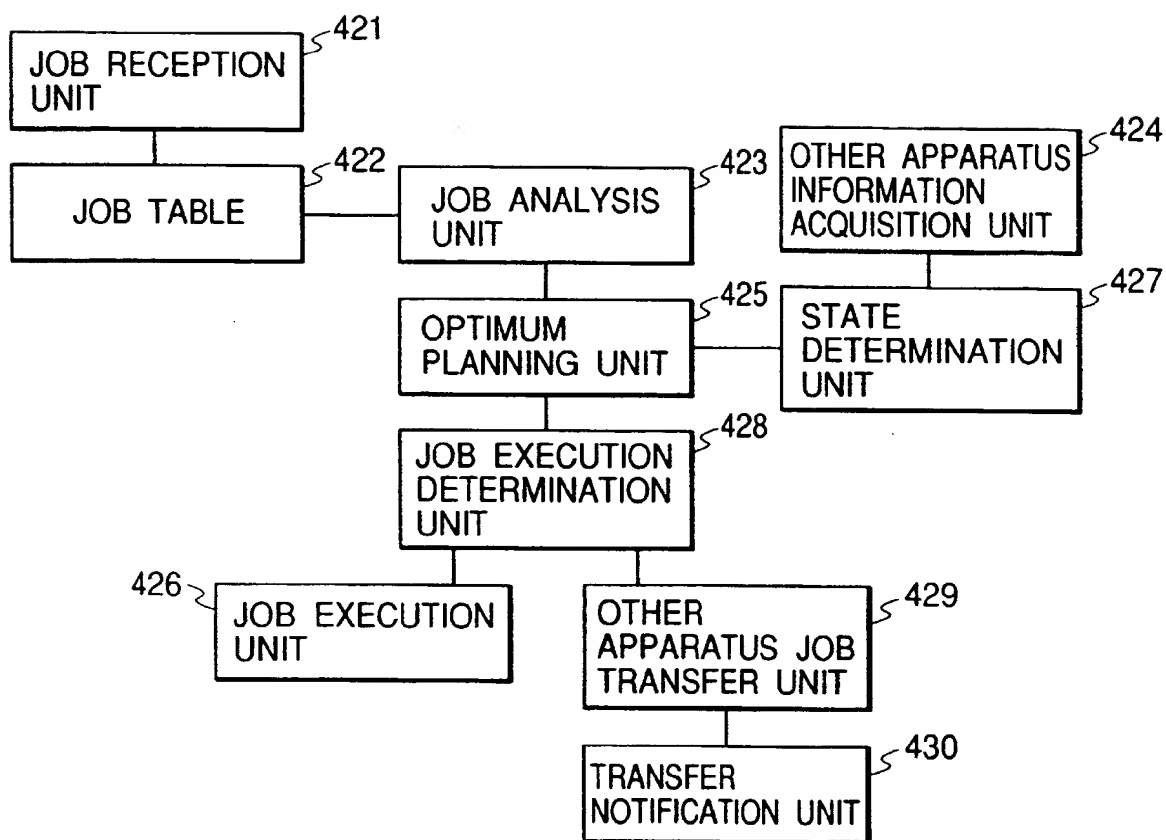 421
JOB RECEPTION
UNIT
422
JOB TABLE
423
JOB ANALYSIS
UNIT
424
OTHER APPARATUS
INFORMATION
ACQUISITION UNIT
425
OPTIMUM
PLANNING UNIT
427
STATE
DETERMINATION
UNIT
428
JOB EXECUTION
DETERMINATION
UNIT
426
JOB EXECUTION
UNIT
429
OTHER
APPARATUS JOB
TRANSFER UNIT
430
TRANSFER
NOTIFICATION UNIT